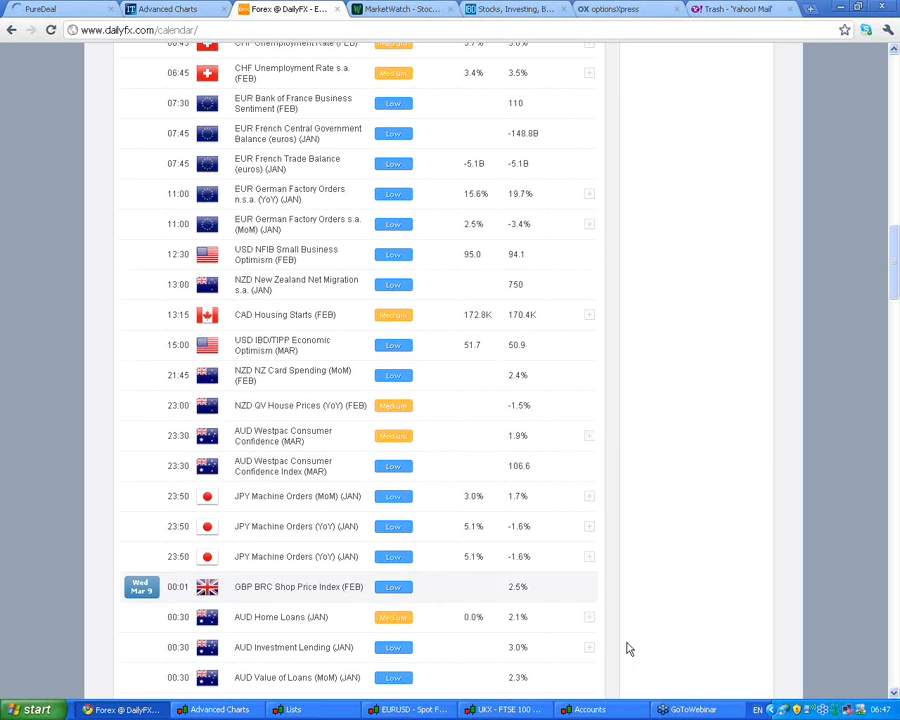 PureDeal
Advanced Charts
Forex @ DailyFX - E...
MarketWatch - Stoc...
Stocks, Investing, B...
optionsXpress
Trash - Yahoo! Mail'
www.dailyfx.com/calendar/
06:45 CHF Unemployment Rate (FEB) Medium
06:45 CHF Unemployment Rate s.a. (FEB) Medium 3.4% 3.5%
07:30 EUR Bank of France Business Sentiment (FEB) Low 110
07:45 EUR French Central Government Balance (euros) (JAN) Low -148.8B
07:45 EUR French Trade Balance (euros) (JAN) Low -5.1B -5.1B
11:00 EUR German Factory Orders n.s.a. (YoY) (JAN) Low 15.6% 19.7%
11:00 EUR German Factory Orders s.a. (MoM) (JAN) Low 2.5% -3.4%
12:30 USD NFIB Small Business Optimism (FEB) Low 95.0 94.1
13:00 NZD New Zealand Net Migration s.a. (JAN) Low 750
13:15 CAD Housing Starts (FEB) Medium 172.8K 170.4K
15:00 USD IBD/TIPP Economic Optimism (MAR) Low 51.7 50.9
21:45 NZD NZ Card Spending (MoM) (FEB) Low 2.4%
23:00 NZD QV House Prices (YoY) (FEB) Medium -1.5%
23:30 AUD Westpac Consumer Confidence (MAR) Medium 1.9%
23:30 AUD Westpac Consumer Confidence Index (MAR) Low 106.6
23:50 JPY Machine Orders (MoM) (JAN) Low 3.0% 1.7%
23:50 JPY Machine Orders (YoY) (JAN) Low 5.1% -1.6%
23:50 JPY Machine Orders (YoY) (JAN) Low 5.1% -1.6%
Wed Mar 9 00:01 GBP BRC Shop Price Index (FEB) Low 2.5%
00:30 AUD Home Loans (JAN) Medium 0.0% 2.1%
00:30 AUD Investment Lending (JAN) Low 3.0%
00:30 AUD Value of Loans (MoM) (JAN) Low 2.3%
start
Forex @ DailyFX - ...
Advanced Charts
Lists
EURUSD - Spot F...
UKX - FTSE 100 ...
Accounts
GoToWebinar
EN
06:47